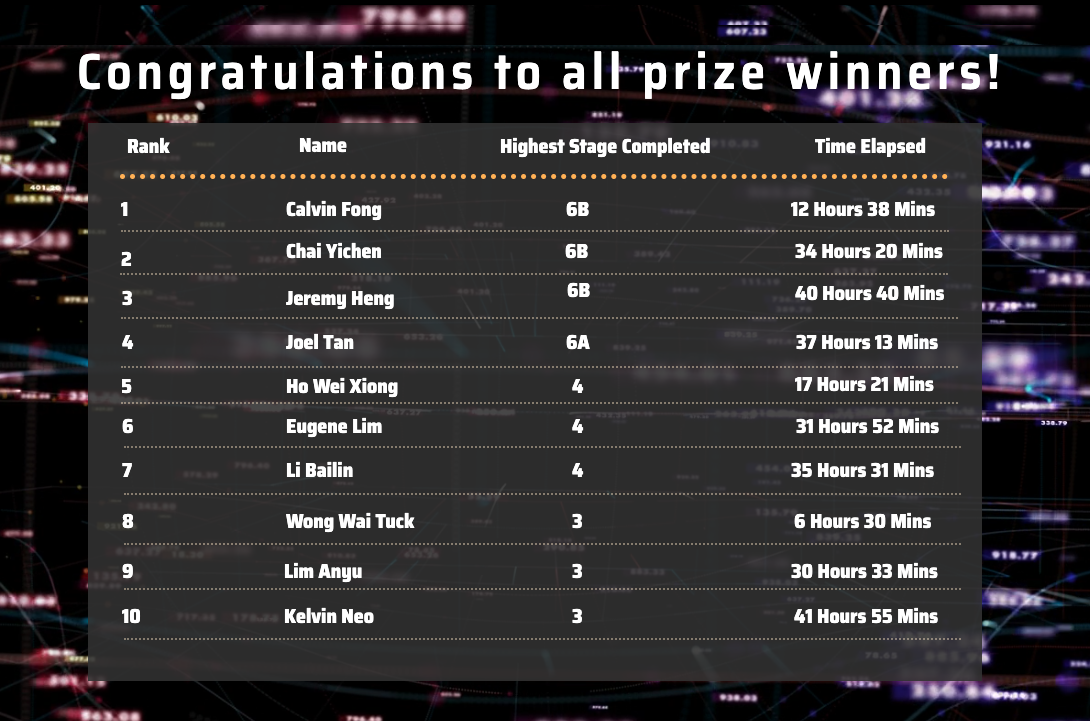 Congratulations to all prize winners!
Rank Name Highest Stage Completed Time Elapsed
1 Calvin Fong 6B 12 Hours 38 Mins
2 Chai Yichen 6B 34 Hours 20 Mins
3 Jeremy Heng 6B 40 Hours 40 Mins
4 Joel Tan 6A 37 Hours 13 Mins
5 Ho Wei Xiong 4 17 Hours 21 Mins
6 Eugene Lim 4 31 Hours 52 Mins
7 Li Bailin 4 35 Hours 31 Mins
8 Wong Wai Tuck 3 6 Hours 30 Mins
9 Lim Anyu 3 30 Hours 33 Mins
10 Kelvin Neo 3 41 Hours 55 Mins